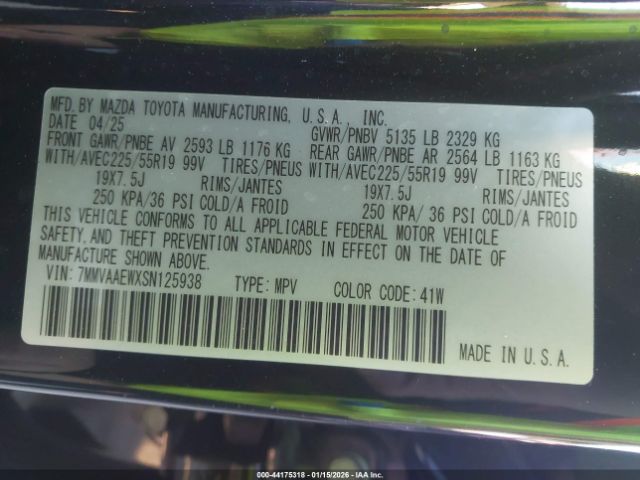 MFD. BY MAZDA TOYOTA MANUFACTURING, U.S.A. INC.
DATE 04/25 GVWR/PNBV 5135 LB 2329 KG
FRONT GAWR/PNBE AV 2593 LB 1176 KG REAR GAWR/PNBE AR 2564 LB 1163 KG
WITH/AVEC225/55R19 99V TIRES/PNEUS WITH/AVEC225/55R19 99V TIRES/PNEUS
19X7.5J RIMS/JANTES 19X7.5J RIMS/JANTES
250 KPA/36 PSI COLD/A FROID 250 KPA/36 PSI COLD/A FROID
THIS VEHICLE CONFORMS TO ALL APPLICABLE FEDERAL MOTOR VEHICLE
SAFETY, AND THEFT PREVENTION STANDARDS IN EFFECT ON THE DATE OF
MANUFACTURE SHOWN ABOVE.
VIN: 7MMVAAEWXSN125938 TYPE: MPV COLOR CODE: 41W
MADE IN U.S.A.
000-44175318 | 01/15/2026 | IAA Inc.